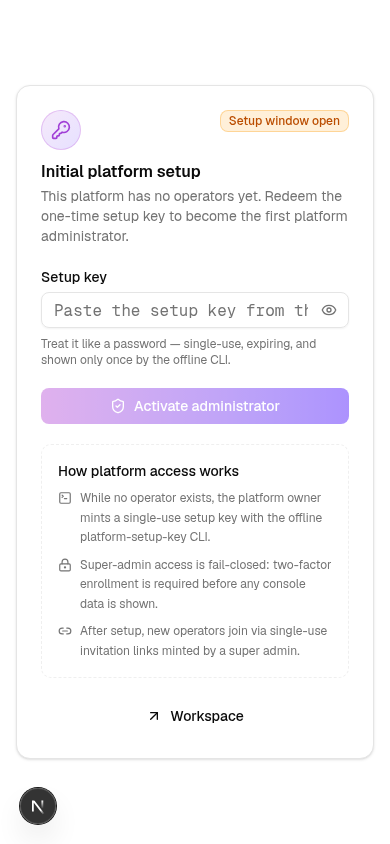 Setup window open
Initial platform setup
This platform has no operators yet. Redeem the
one-time setup key to become the first platform
administrator.
Setup key
Paste the setup key from th
Treat it like a password — single-use, expiring, and
shown only once by the offline CLI.
Activate administrator
How platform access works
While no operator exists, the platform owner
mints a single-use setup key with the offline
platform-setup-key CLI.
Super-admin access is fail-closed: two-factor
enrollment is required before any console
data is shown.
After setup, new operators join via single-use
invitation links minted by a super admin.
Workspace
N